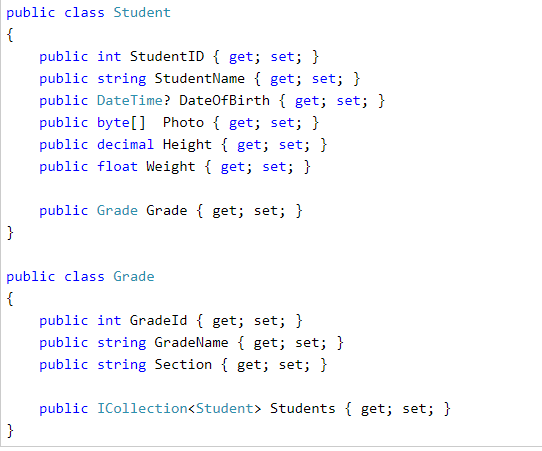 public class Student
{
    public int StudentID { get; set; }
    public string StudentName { get; set; }
    public DateTime? DateOfBirth { get; set; }
    public byte[]  Photo { get; set; }
    public decimal Height { get; set; }
    public float Weight { get; set; }

    public Grade Grade { get; set; }
}

public class Grade
{
    public int GradeId { get; set; }
    public string GradeName { get; set; }
    public string Section { get; set; }

    public ICollection<Student> Students { get; set; }
}